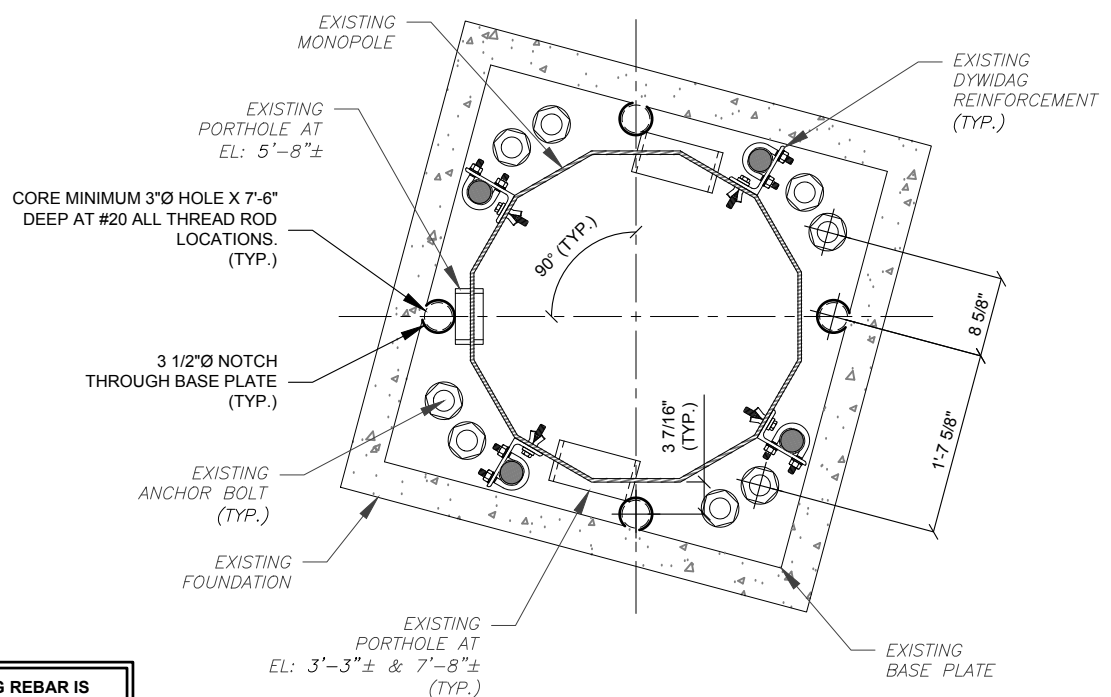 EXISTING
MONOPOLE
EXISTING
DYWIDAG
REINFORCEMENT
(TYP.)
EXISTING
PORTHOLE AT
EL: 5'-8"±
CORE MINIMUM 3"Ø HOLE X 7'-6"
DEEP AT #20 ALL THREAD ROD
LOCATIONS.
(TYP.)
90° (TYP.)
8 5/8"
3 1/2"Ø NOTCH
THROUGH BASE PLATE
(TYP.)
3 7/16"
(TYP.)
1'-7 5/8"
EXISTING
ANCHOR BOLT
(TYP.)
EXISTING
FOUNDATION
EXISTING
PORTHOLE AT
EL: 3'-3"± & 7'-8"±
(TYP.)
EXISTING
BASE PLATE
G REBAR IS